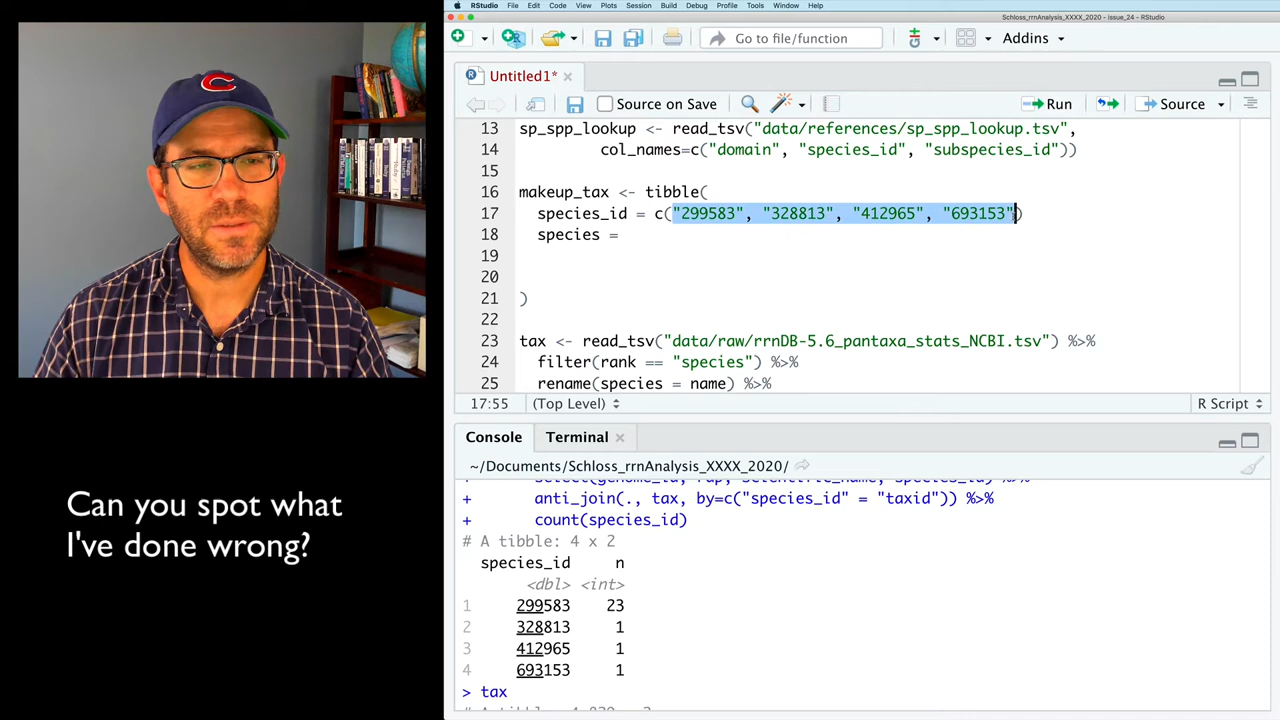 RStudio File Edit Code View Plots Session Build Debug Profile Tools Window Help
Schloss_rrnAnalysis_XXXX_2020 - issue_24 - RStudio
Go to file/function
Addins
Untitled1*
Source on Save
Run
Source
13 sp_spp_lookup <- read_tsv("data/references/sp_spp_lookup.tsv",
14 col_names=c("domain", "species_id", "subspecies_id"))
15
16 makeup_tax <- tibble(
17 species_id = c("299583", "328813", "412965", "693153")
18 species =
19
20
21 )
22
23 tax <- read_tsv("data/raw/rrnDB-5.6_pantaxa_stats_NCBI.tsv") %>%
24 filter(rank == "species") %>%
25 rename(species = name) %>%
17:55 (Top Level) R Script
Console Terminal
~/Documents/Schloss_rrnAnalysis_XXXX_2020/
+ anti_join(., tax, by=c("species_id" = "taxid")) %>%
+ count(species_id)
# A tibble: 4 x 2
species_id n
<dbl> <int>
1 299583 23
2 328813 1
3 412965 1
4 693153 1
> tax
Can you spot what
I've done wrong?